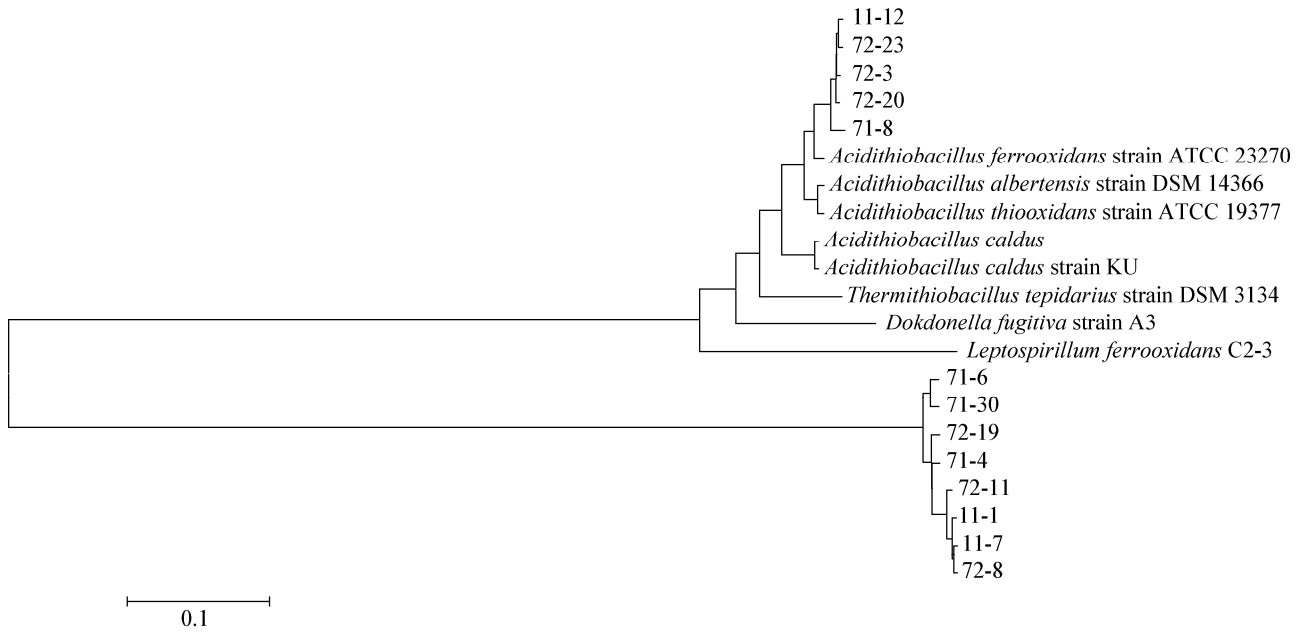 11-12
72-23
72-3
72-20
71-8
Acidithiobacillus ferrooxidans strain ATCC 23270
Acidithiobacillus albertensis strain DSM 14366
Acidithiobacillus thiooxidans strain ATCC 19377
Acidithiobacillus caldus
Acidithiobacillus caldus strain KU
Thermithiobacillus tepidarius strain DSM 3134
Dokdonella fugitiva strain A3
Leptospirillum ferrooxidans C2-3
71-6
71-30
72-19
71-4
72-11
11-1
11-7
72-8
0.1